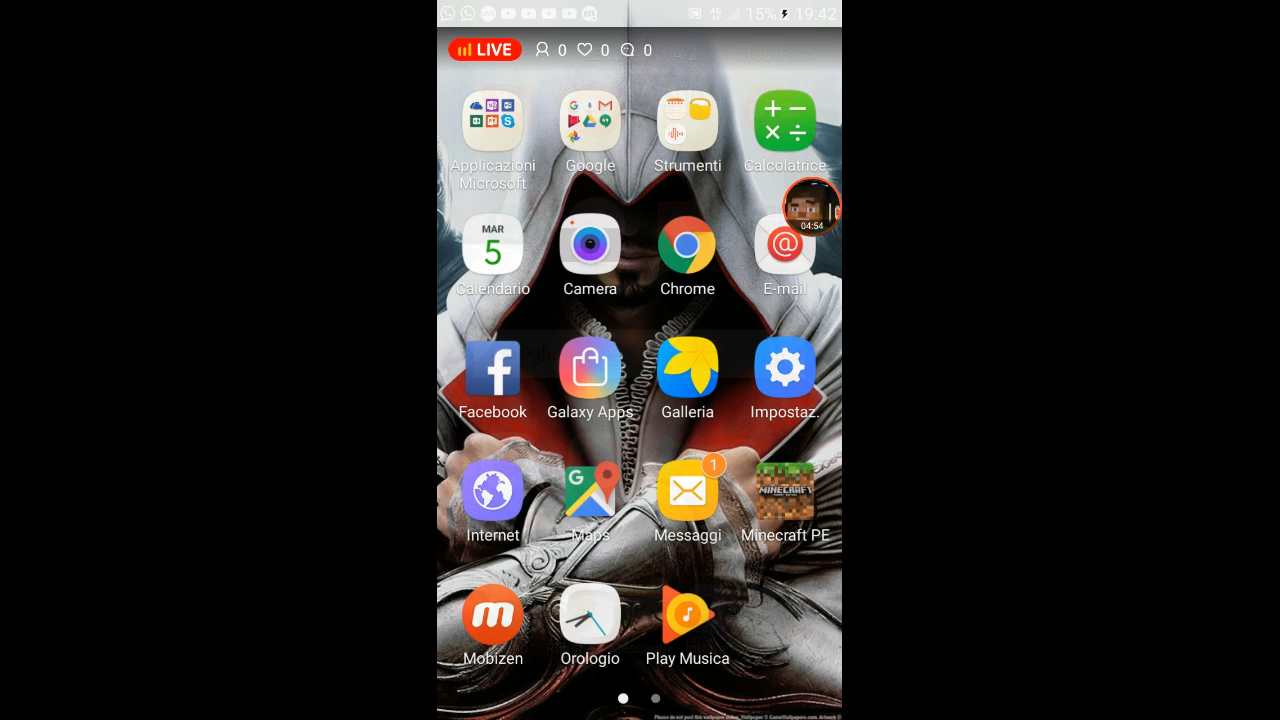 15% 19:42
LIVE 0 0 0
Applicazioni Microsoft
Google
Strumenti
Calcolatrice
04:54
MAR
5
Calendario
Camera
Chrome
E-mail
Facebook
Galaxy Apps
Galleria
Impostaz.
1
MINECRAFT
Internet
Maps
Messaggi
Minecraft PE
Mobizen
Orologio
Play Musica